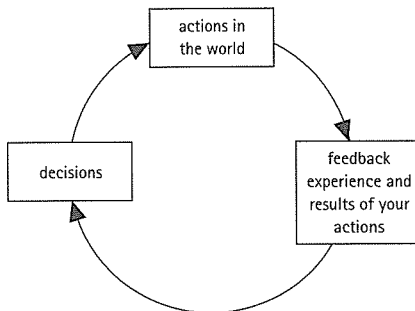 actions in
the world
feedback
experience and
results of your
actions
decisions